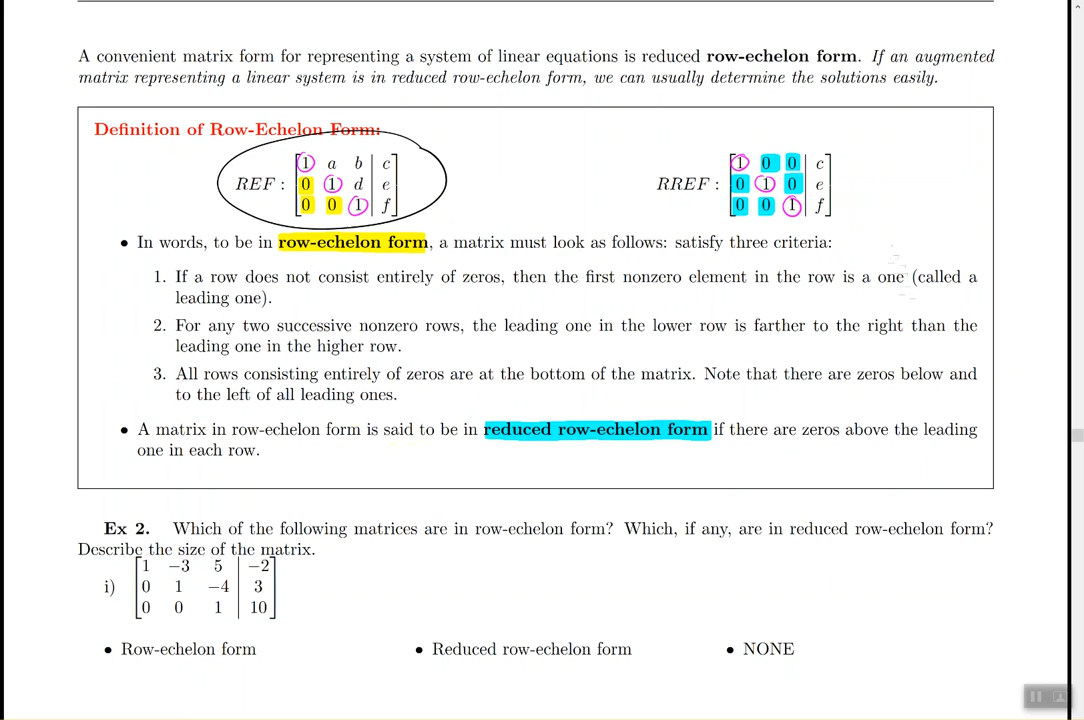 A convenient matrix form for representing a system of linear equations is reduced row-echelon form. If an augmented
matrix representing a linear system is in reduced row-echelon form, we can usually determine the solutions easily.
Definition of Row-Echelon Form:
REF :
1 a b | c
0 1 d | e
0 0 1 | f
RREF :
1 0 0 | c
0 1 0 | e
0 0 1 | f
• In words, to be in row-echelon form, a matrix must look as follows: satisfy three criteria:
1. If a row does not consist entirely of zeros, then the first nonzero element in the row is a one (called a
leading one).
2. For any two successive nonzero rows, the leading one in the lower row is farther to the right than the
leading one in the higher row.
3. All rows consisting entirely of zeros are at the bottom of the matrix. Note that there are zeros below and
to the left of all leading ones.
• A matrix in row-echelon form is said to be in reduced row-echelon form if there are zeros above the leading
one in each row.
Ex 2. Which of the following matrices are in row-echelon form? Which, if any, are in reduced row-echelon form?
Describe the size of the matrix.
i)
1 −3 5 | −2
0 1 −4 | 3
0 0 1 | 10
• Row-echelon form
• Reduced row-echelon form
• NONE